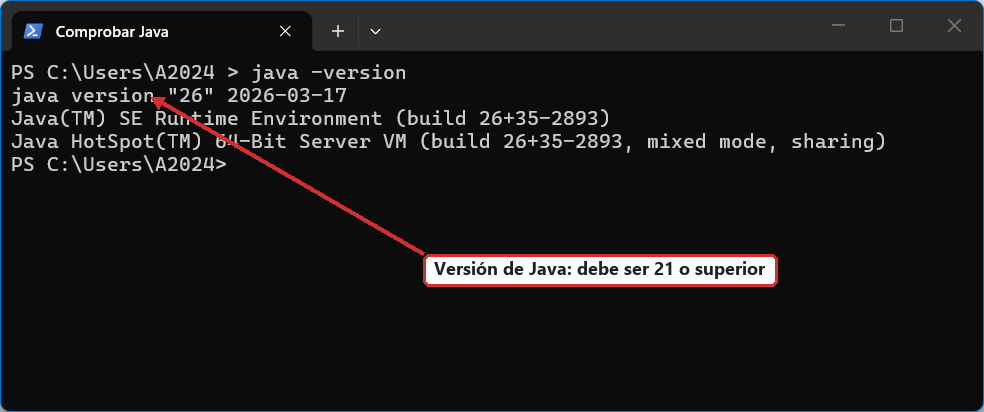 Comprobar Java
PS C:\Users\A2024 > java -version
java version "26" 2026-03-17
Java(TM) SE Runtime Environment (build 26+35-2893)
Java HotSpot(TM) 64-Bit Server VM (build 26+35-2893, mixed mode, sharing)
PS C:\Users\A2024>
Versión de Java: debe ser 21 o superior